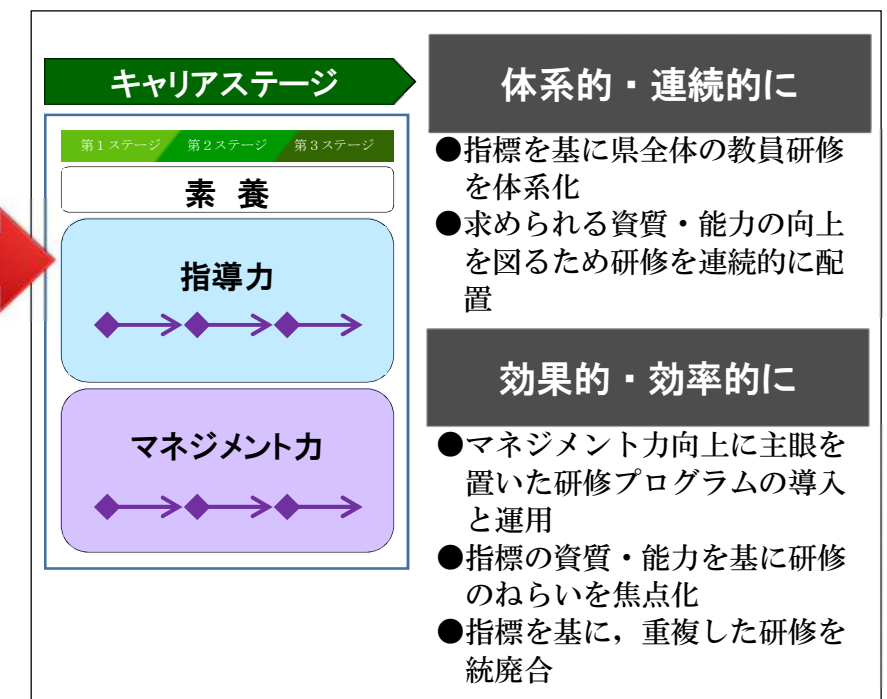 キャリアステージ
第1ステージ 第2ステージ 第3ステージ
素 養
指導力
マネジメント力
体系的・連続的に
●指標を基に県全体の教員研修
を体系化
●求められる資質・能力の向上
を図るため研修を連続的に配
置
効果的・効率的に
●マネジメント力向上に主眼を
置いた研修プログラムの導入
と運用
●指標の資質・能力を基に研修
のねらいを焦点化
●指標を基に，重複した研修を
統廃合